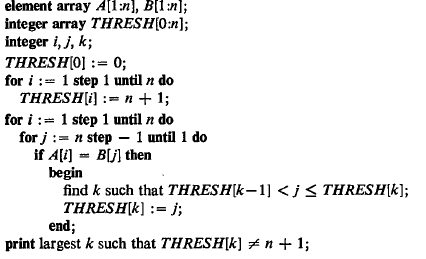 element array A[1:n], B[1:n];
integer array THRESH[0:n];
integer i, j, k;
THRESH[0] := 0;
for i := 1 step 1 until n do
THRESH[i] := n + 1;
for i := 1 step 1 until n do
for j := n step − 1 until 1 do
if A[i] = B[j] then
begin
find k such that THRESH[k−1] < j ≤ THRESH[k];
THRESH[k] := j;
end;
print largest k such that THRESH[k] ≠ n + 1;